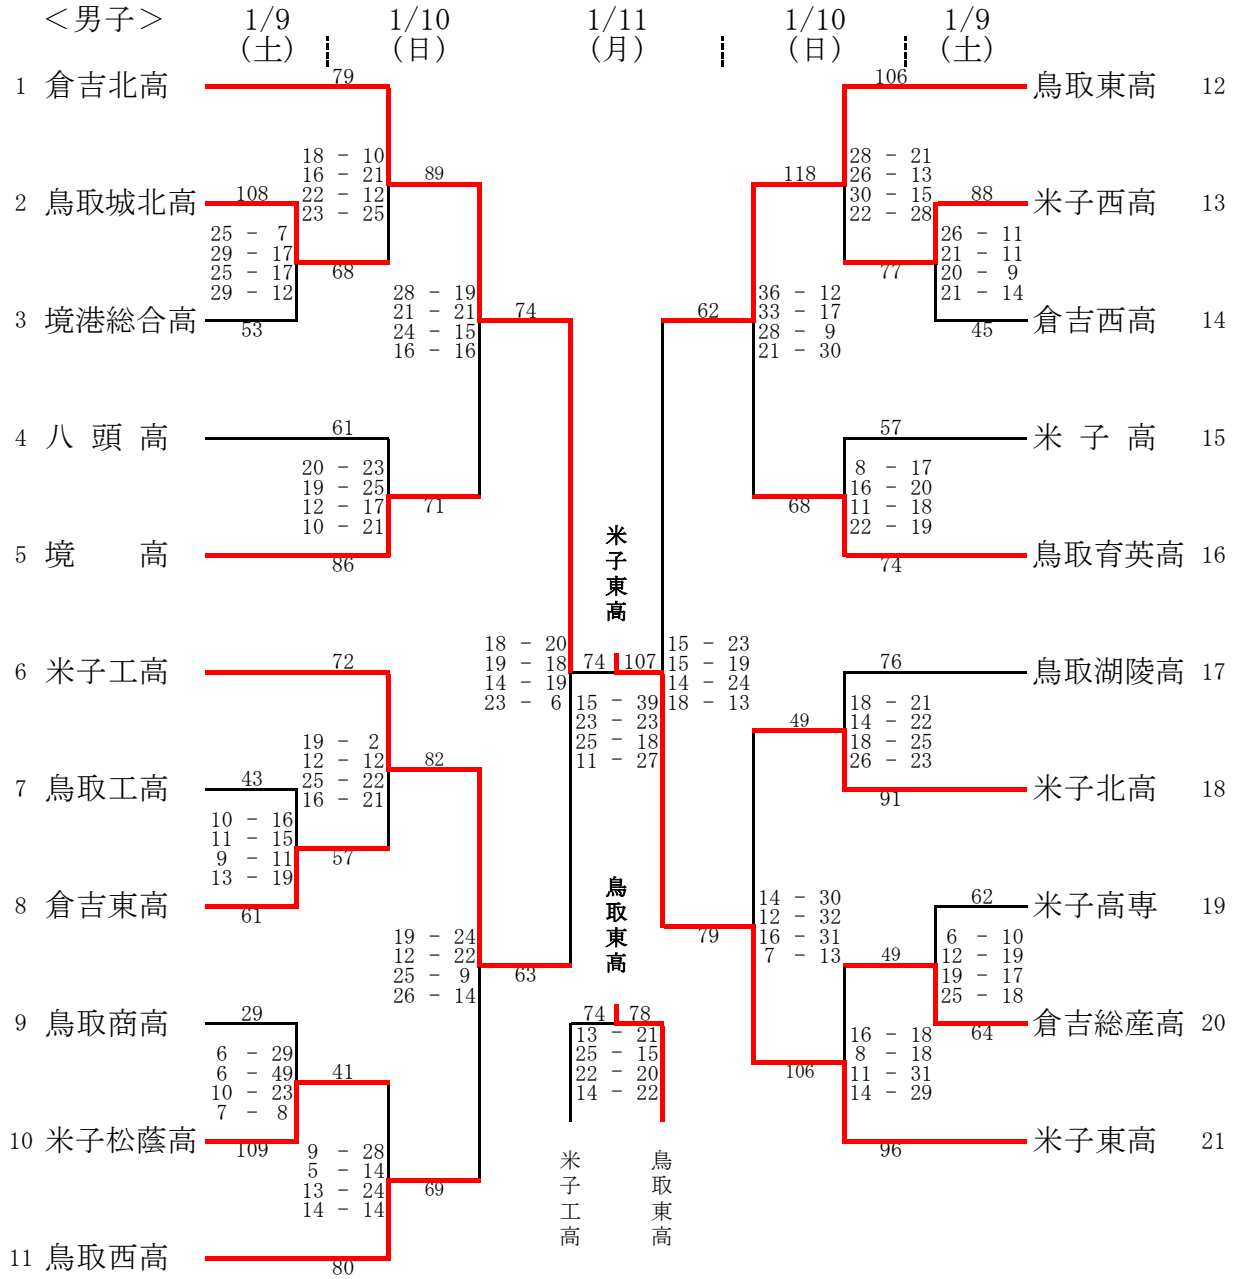 ＜男子＞
1/9
(土)
1/10
(日)
1/11
(月)
1/10
(日)
1/9
(土)
1 倉吉北高
2 鳥取城北高
3 境港総合高
4 八頭高
5 境高
6 米子工高
7 鳥取工高
8 倉吉東高
9 鳥取商高
10 米子松蔭高
11 鳥取西高
108
25 - 7
29 - 17
25 - 17
29 - 12
53
43
10 - 16
11 - 15
9 - 11
13 - 19
61
29
6 - 29
6 - 49
10 - 23
7 - 8
109
79
18 - 10
16 - 21
22 - 12
23 - 25
68
61
20 - 23
19 - 25
12 - 17
10 - 21
86
72
19 - 2
12 - 12
25 - 22
16 - 21
57
41
9 - 28
5 - 14
13 - 24
14 - 14
80
89
28 - 19
21 - 21
24 - 15
16 - 16
71
82
19 - 24
12 - 22
25 - 9
26 - 14
69
74
18 - 20
19 - 18
14 - 19
23 - 6
63
米子東高
74 107
15 - 39
23 - 23
25 - 18
11 - 27
鳥取東高
74 78
13 - 21
25 - 15
22 - 20
14 - 22
米子工高
鳥取東高
62
15 - 23
15 - 19
14 - 24
18 - 13
79
118
36 - 12
33 - 17
28 - 9
21 - 30
68
49
14 - 30
12 - 32
16 - 31
7 - 13
106
106
28 - 21
26 - 13
30 - 15
22 - 28
77
57
8 - 17
16 - 20
11 - 18
22 - 19
74
76
18 - 21
14 - 22
18 - 25
26 - 23
91
49
16 - 18
8 - 18
11 - 31
14 - 29
96
88
26 - 11
21 - 11
20 - 9
21 - 14
45
62
6 - 10
12 - 19
19 - 17
25 - 18
64
鳥取東高 12
米子西高 13
倉吉西高 14
米子高 15
鳥取育英高 16
鳥取湖陵高 17
米子北高 18
米子高専 19
倉吉総産高 20
米子東高 21